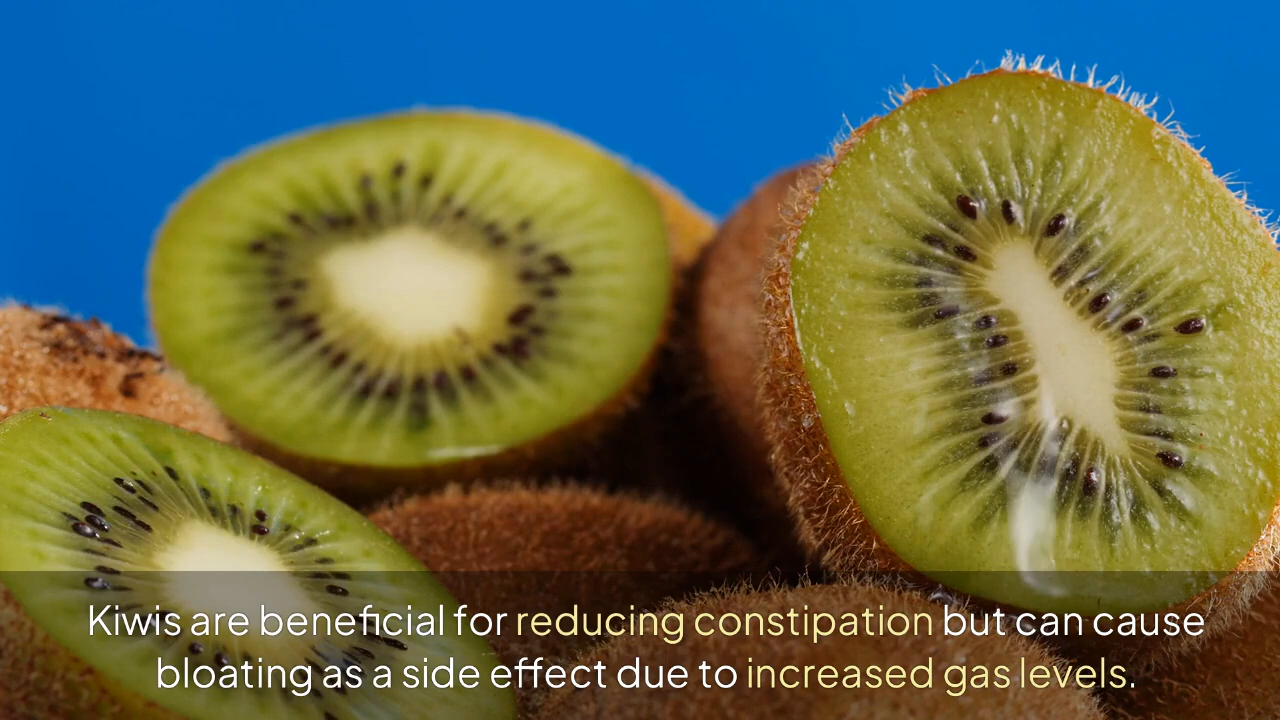 Kiwis are beneficial for reducing constipation but can cause
bloating as a side effect due to increased gas levels.